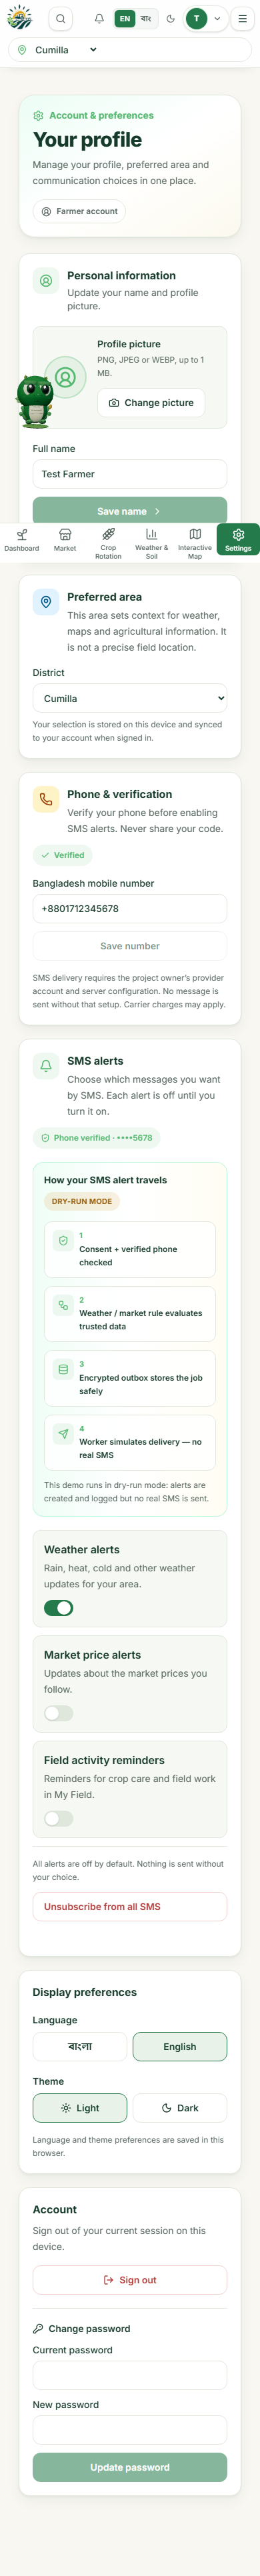 EN বাং T
Cumilla
Account & preferences
Your profile
Manage your profile, preferred area and
communication choices in one place.
Farmer account
Personal information
Update your name and profile
picture.
Profile picture
PNG, JPEG or WEBP, up to 1
MB.
Change picture
Full name
Test Farmer
Save name
Dashboard
Market
Crop
Rotation
Weather &
Soil
Interactive
Map
Settings
Preferred area
This area sets context for weather,
maps and agricultural information. It
is not a precise field location.
District
Cumilla
Your selection is stored on this device and synced
to your account when signed in.
Phone & verification
Verify your phone before enabling
SMS alerts. Never share your code.
Verified
Bangladesh mobile number
+8801712345678
Save number
SMS delivery requires the project owner's provider
account and server configuration. No message is
sent without that setup. Carrier charges may apply.
SMS alerts
Choose which messages you want
by SMS. Each alert is off until you
turn it on.
Phone verified · ••••5678
How your SMS alert travels
DRY-RUN MODE
1
Consent + verified phone
checked
2
Weather / market rule evaluates
trusted data
3
Encrypted outbox stores the job
safely
4
Worker simulates delivery — no
real SMS
This demo runs in dry-run mode: alerts are
created and logged but no real SMS is sent.
Weather alerts
Rain, heat, cold and other weather
updates for your area.
Market price alerts
Updates about the market prices you
follow.
Field activity reminders
Reminders for crop care and field work
in My Field.
All alerts are off by default. Nothing is sent without
your choice.
Unsubscribe from all SMS
Display preferences
Language
বাংলা English
Theme
Light Dark
Language and theme preferences are saved in this
browser.
Account
Sign out of your current session on this
device.
Sign out
Change password
Current password
New password
Update password